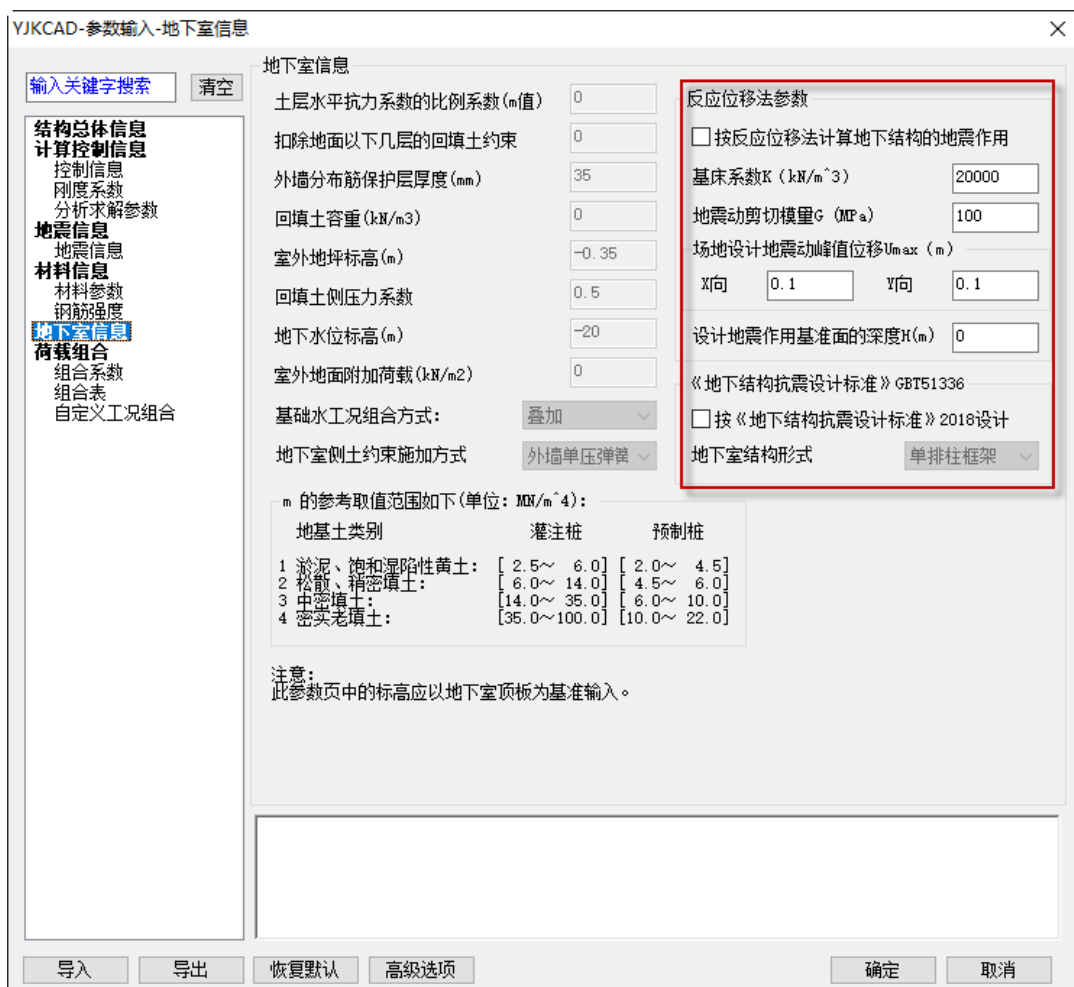 YJKCAD-参数输入-地下室信息
输入关键字搜索
清空
结构总体信息
计算控制信息
控制信息
刚度系数
分析求解参数
地震信息
地震信息
材料信息
材料参数
钢筋强度
地下室信息
荷载组合
组合系数
组合表
自定义工况组合
地下室信息
土层水平抗力系数的比例系数(m值) 0
扣除地面以下几层的回填土约束 0
外墙分布筋保护层厚度(mm) 35
回填土容重(kN/m3) 0
室外地坪标高(m) -0.35
回填土侧压力系数 0.5
地下水位标高(m) -20
室外地面附加荷载(kN/m2) 0
基础水工况组合方式: 叠加
地下室侧土约束施加方式 外墙单压弹簧
反应位移法参数
按反应位移法计算地下结构的地震作用
基床系数K（kN/m^3） 20000
地震动剪切模量G（MPa） 100
场地设计地震动峰值位移Umax（m）
X向 0.1 Y向 0.1
设计地震作用基准面的深度H(m) 0
《地下结构抗震设计标准》GBT51336
按《地下结构抗震设计标准》2018设计
地下室结构形式 单排柱框架
m 的参考取值范围如下(单位: MN/m^4):
地基土类别 灌注桩 预制桩
1 淤泥、饱和湿陷性黄土: [ 2.5～ 6.0] [ 2.0～ 4.5]
2 松散、稍密填土: [ 6.0～ 14.0] [ 4.5～ 6.0]
3 中密填土: [14.0～ 35.0] [ 6.0～ 10.0]
4 密实老填土: [35.0～100.0] [10.0～ 22.0]
注意:
此参数页中的标高应以地下室顶板为基准输入。
导入 导出 恢复默认 高级选项 确定 取消